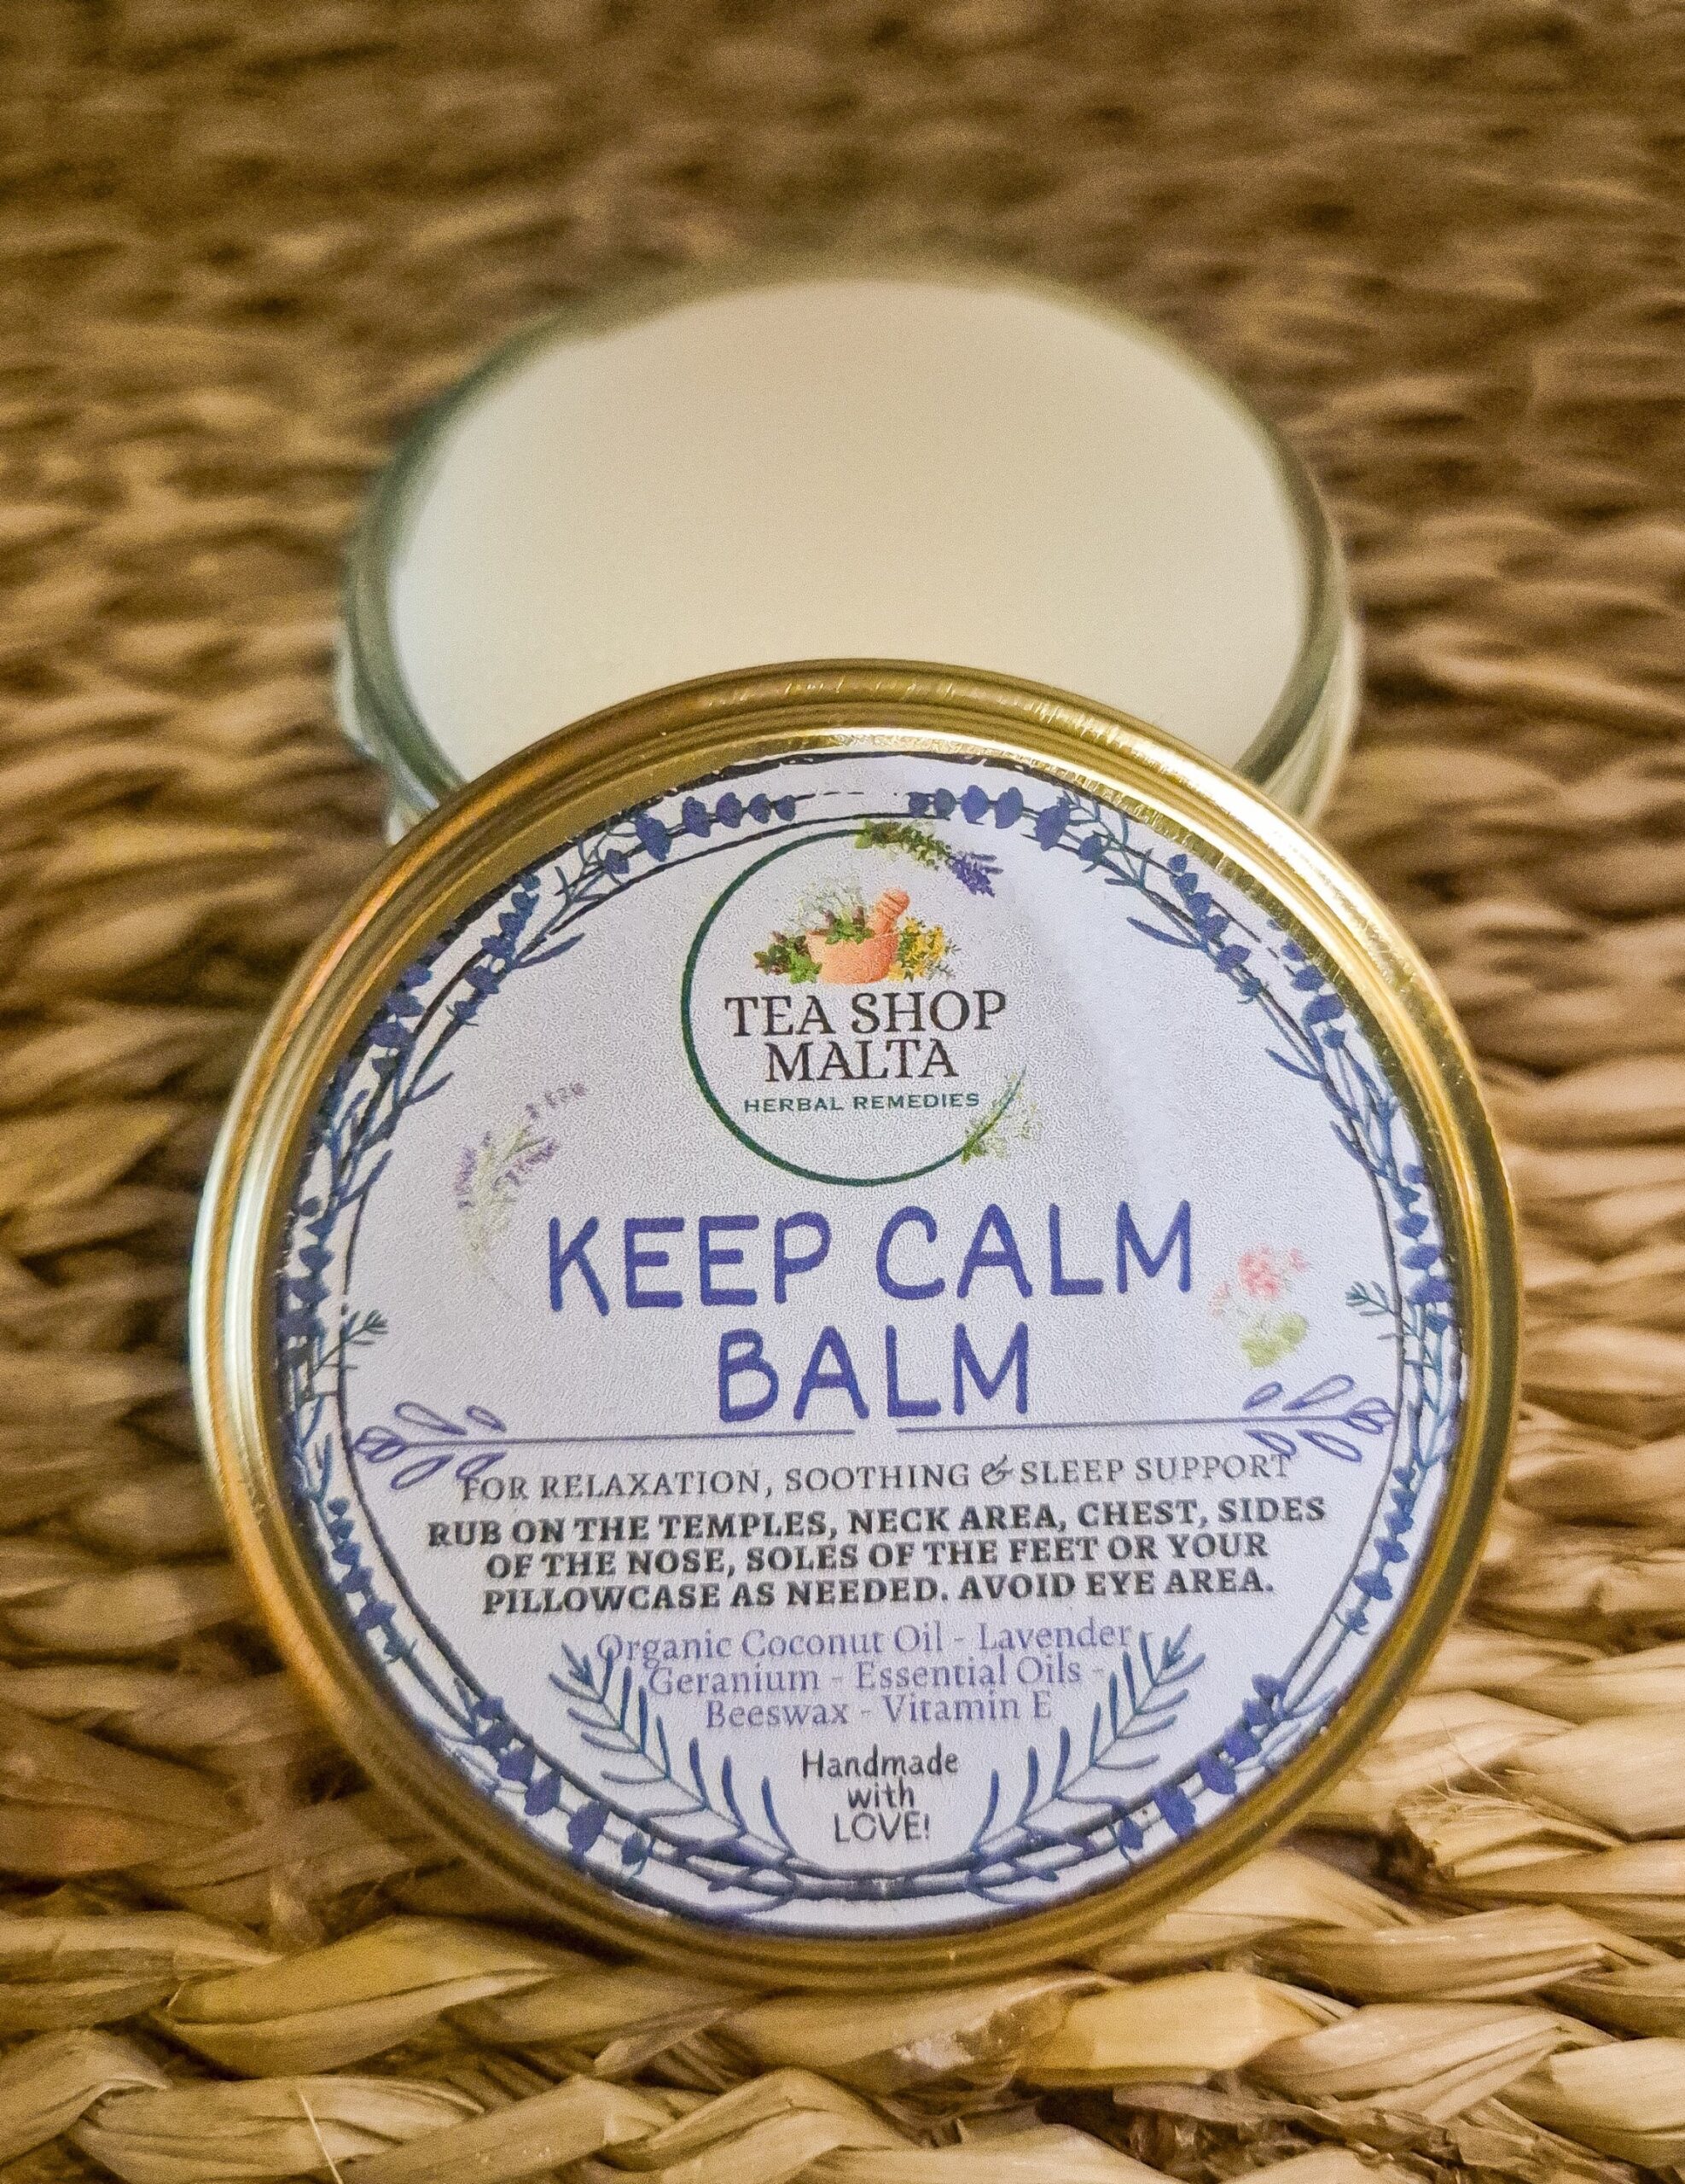 TEA SHOP
MALTA
HERBAL REMEDIES
KEEP CALM
BALM
FOR RELAXATION, SOOTHING & SLEEP SUPPORT
RUB ON THE TEMPLES, NECK AREA, CHEST, SIDES
OF THE NOSE, SOLES OF THE FEET OR YOUR
PILLOWCASE AS NEEDED. AVOID EYE AREA.
Organic Coconut Oil - Lavender -
Geranium - Essential Oils -
Beeswax - Vitamin E
Handmade
with
LOVE!